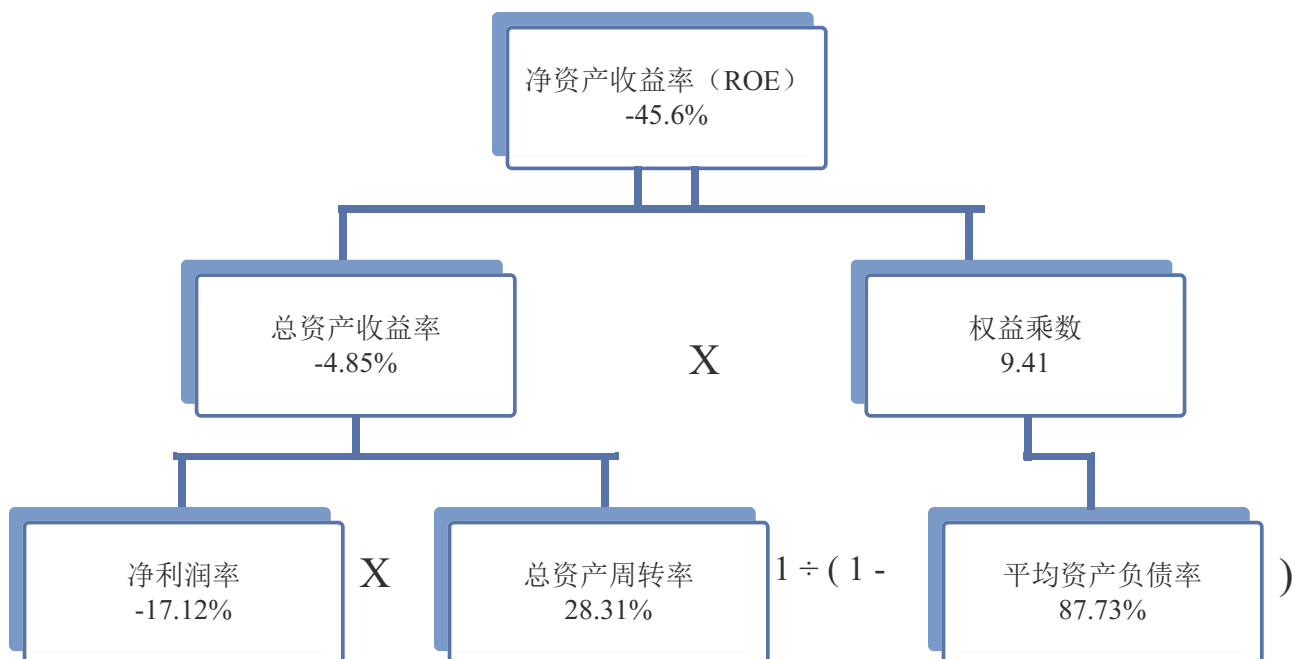 净资产收益率（ROE）
-45.6%
总资产收益率
-4.85%
X
权益乘数
9.41
净利润率
-17.12%
X
总资产周转率
28.31%
1 ÷ ( 1 -
平均资产负债率
87.73%
)